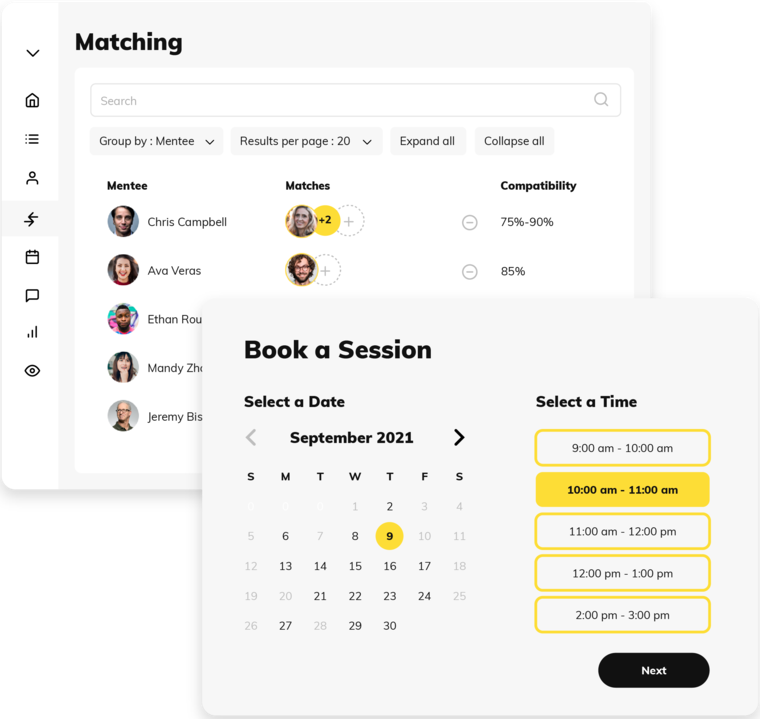 Matching
Search
Group by : Mentee
Results per page : 20
Expand all
Collapse all
Mentee Matches Compatibility
Chris Campbell +2 75%-90%
Ava Veras 85%
Ethan Rou
Mandy Zh
Jeremy Bis
Book a Session
Select a Date
September 2021
S M T W T F S
1 2 3 4
5 6 7 8 9 10 11
12 13 14 15 16 17 18
19 20 21 22 23 24 25
26 27 28 29 30
Select a Time
9:00 am - 10:00 am
10:00 am - 11:00 am
11:00 am - 12:00 pm
12:00 pm - 1:00 pm
2:00 pm - 3:00 pm
Next